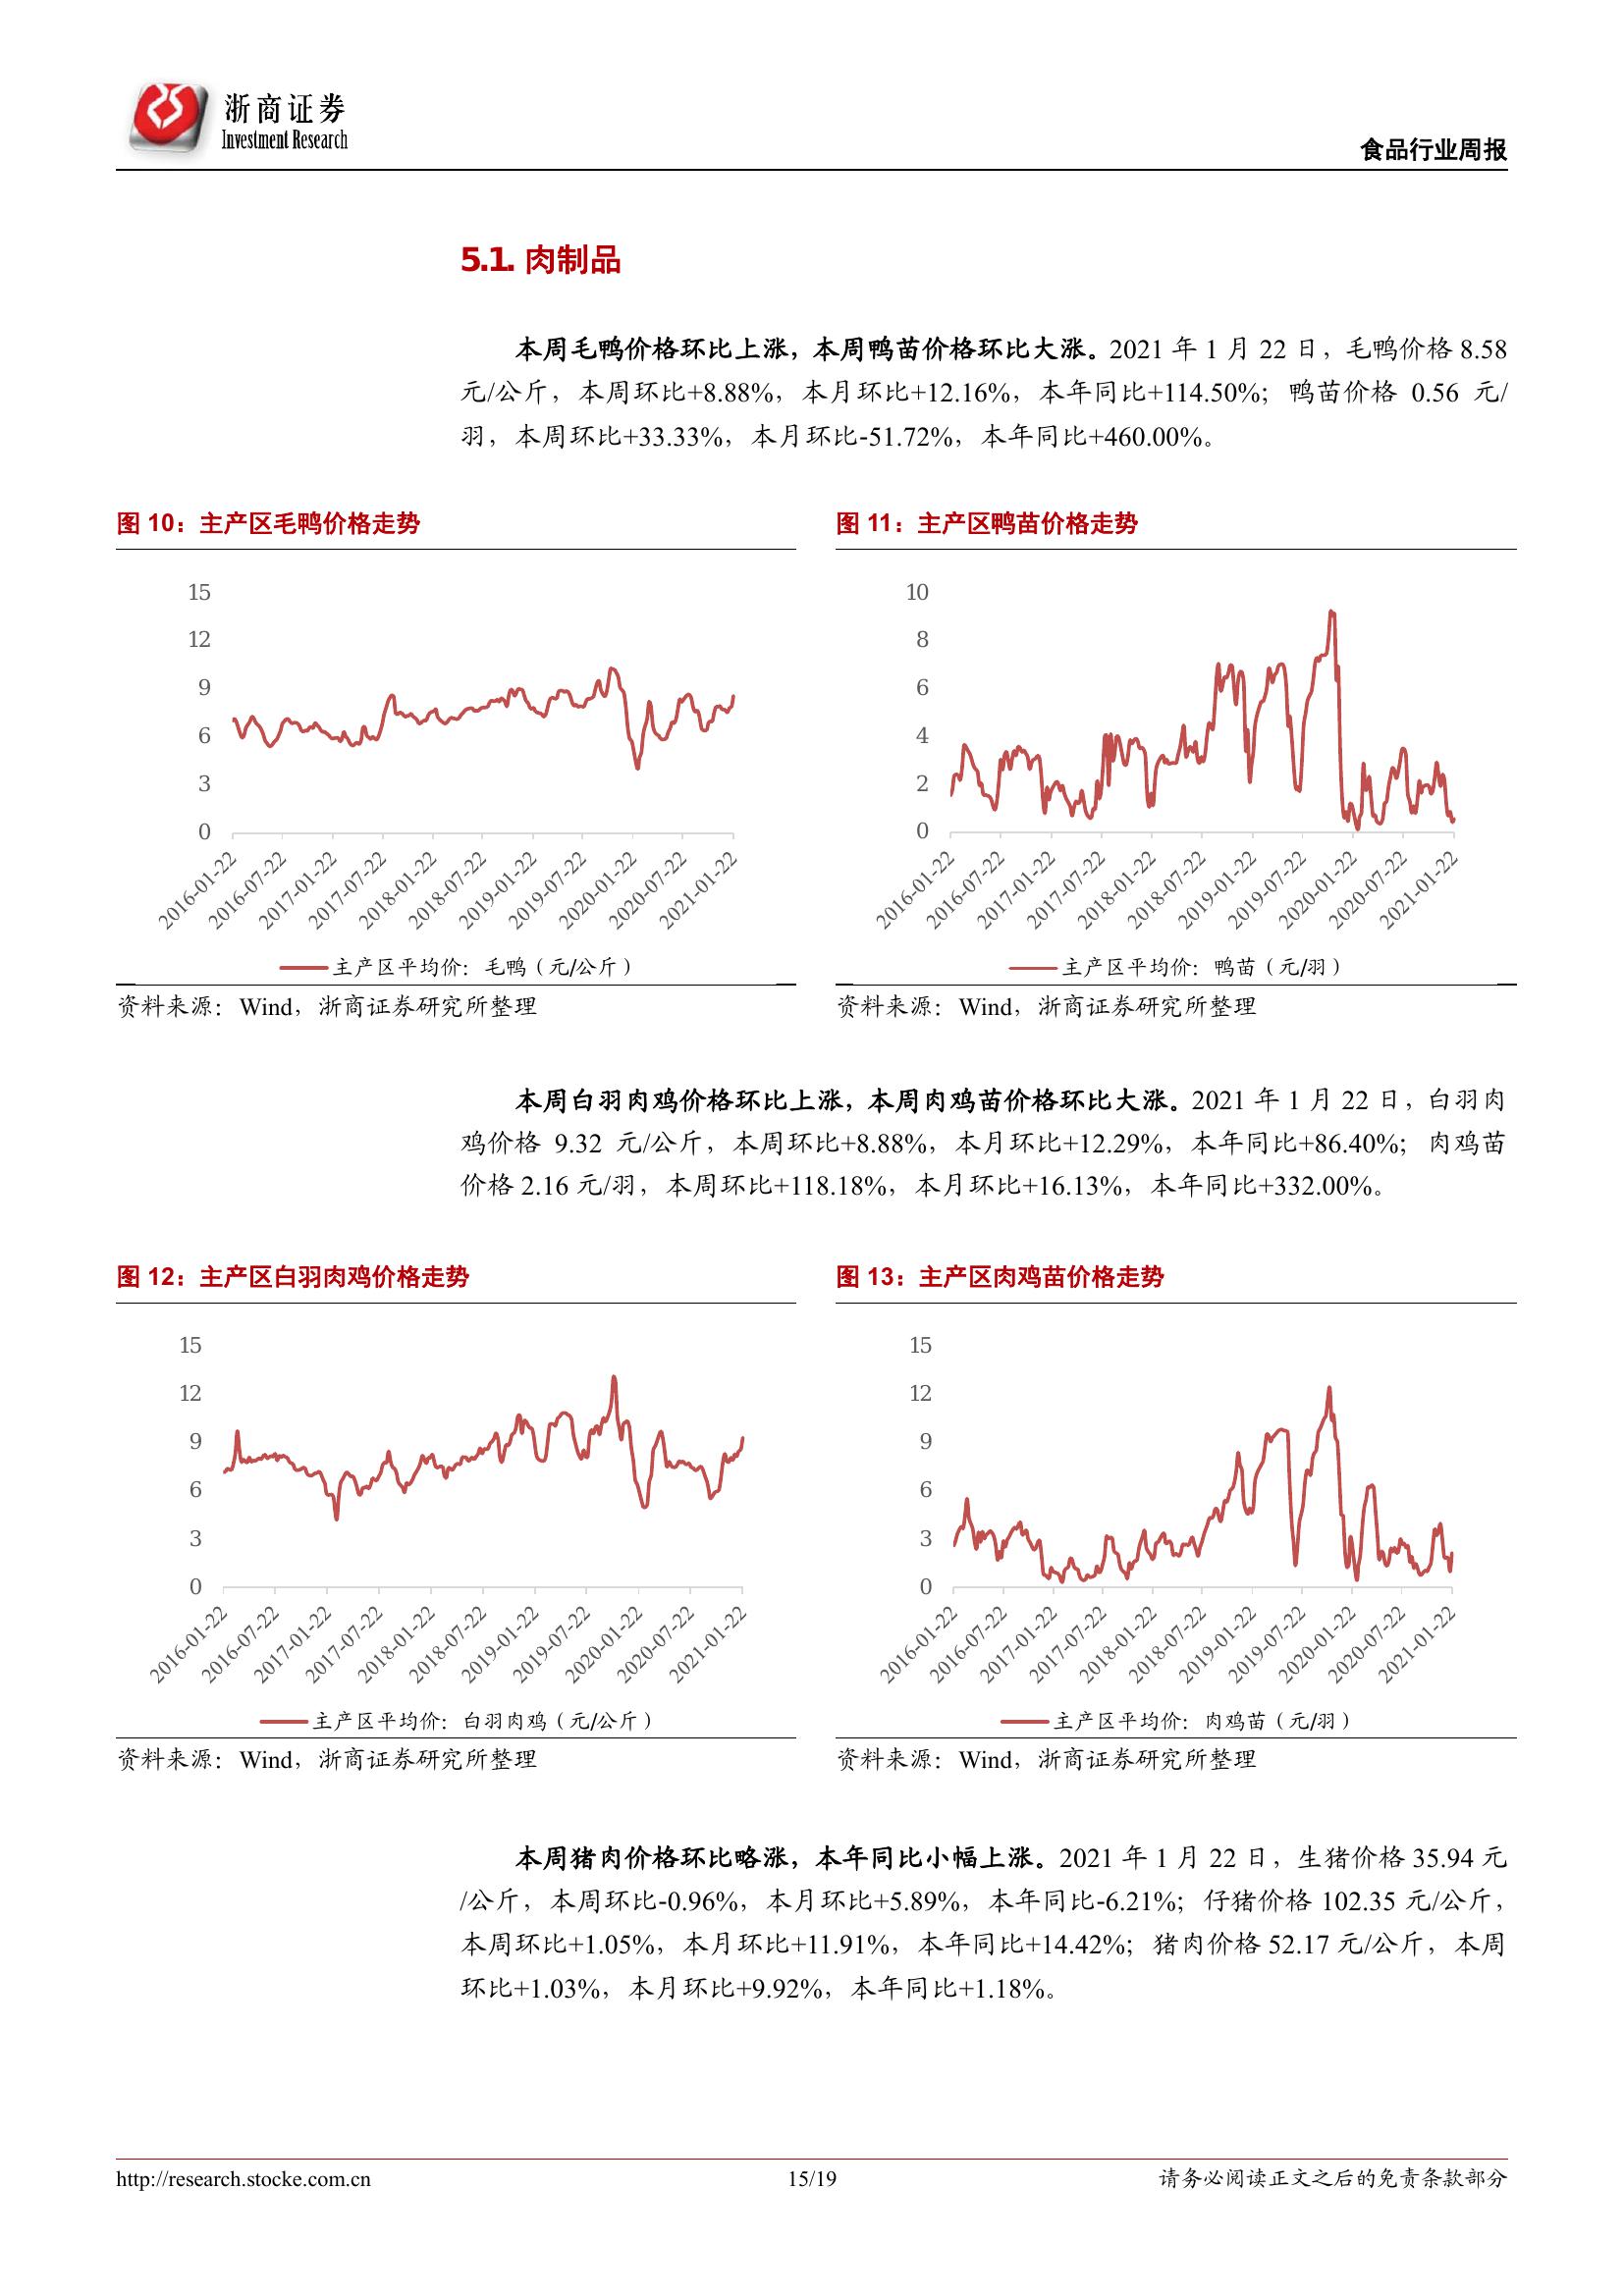 浙商证券
Investment Research
食品行业周报
5.1. 肉制品
本周毛鸭价格环比上涨，本周鸭苗价格环比大涨。2021 年 1 月 22 日，毛鸭价格 8.58
元/公斤，本周环比+8.88%，本月环比+12.16%，本年同比+114.50%；鸭苗价格 0.56 元/
羽，本周环比+33.33%，本月环比-51.72%，本年同比+460.00%。
图 10：主产区毛鸭价格走势
15
12
9
6
3
0
2016-01-22
2016-07-22
2017-01-22
2017-07-22
2018-01-22
2018-07-22
2019-01-22
2019-07-22
2020-01-22
2020-07-22
2021-01-22
主产区平均价：毛鸭（元/公斤）
资料来源：Wind，浙商证券研究所整理
图 11：主产区鸭苗价格走势
10
8
6
4
2
0
2016-01-22
2016-07-22
2017-01-22
2017-07-22
2018-01-22
2018-07-22
2019-01-22
2019-07-22
2020-01-22
2020-07-22
2021-01-22
主产区平均价：鸭苗（元/羽）
资料来源：Wind，浙商证券研究所整理
本周白羽肉鸡价格环比上涨，本周肉鸡苗价格环比大涨。2021 年 1 月 22 日，白羽肉
鸡价格 9.32 元/公斤，本周环比+8.88%，本月环比+12.29%，本年同比+86.40%；肉鸡苗
价格 2.16 元/羽，本周环比+118.18%，本月环比+16.13%，本年同比+332.00%。
图 12：主产区白羽肉鸡价格走势
15
12
9
6
3
0
2016-01-22
2016-07-22
2017-01-22
2017-07-22
2018-01-22
2018-07-22
2019-01-22
2019-07-22
2020-01-22
2020-07-22
2021-01-22
主产区平均价：白羽肉鸡（元/公斤）
资料来源：Wind，浙商证券研究所整理
图 13：主产区肉鸡苗价格走势
15
12
9
6
3
0
2016-01-22
2016-07-22
2017-01-22
2017-07-22
2018-01-22
2018-07-22
2019-01-22
2019-07-22
2020-01-22
2020-07-22
2021-01-22
主产区平均价：肉鸡苗（元/羽）
资料来源：Wind，浙商证券研究所整理
本周猪肉价格环比略涨，本年同比小幅上涨。2021 年 1 月 22 日，生猪价格 35.94 元
/公斤，本周环比-0.96%，本月环比+5.89%，本年同比-6.21%；仔猪价格 102.35 元/公斤，
本周环比+1.05%，本月环比+11.91%，本年同比+14.42%；猪肉价格 52.17 元/公斤，本周
环比+1.03%，本月环比+9.92%，本年同比+1.18%。
http://research.stocke.com.cn
15/19
请务必阅读正文之后的免责条款部分